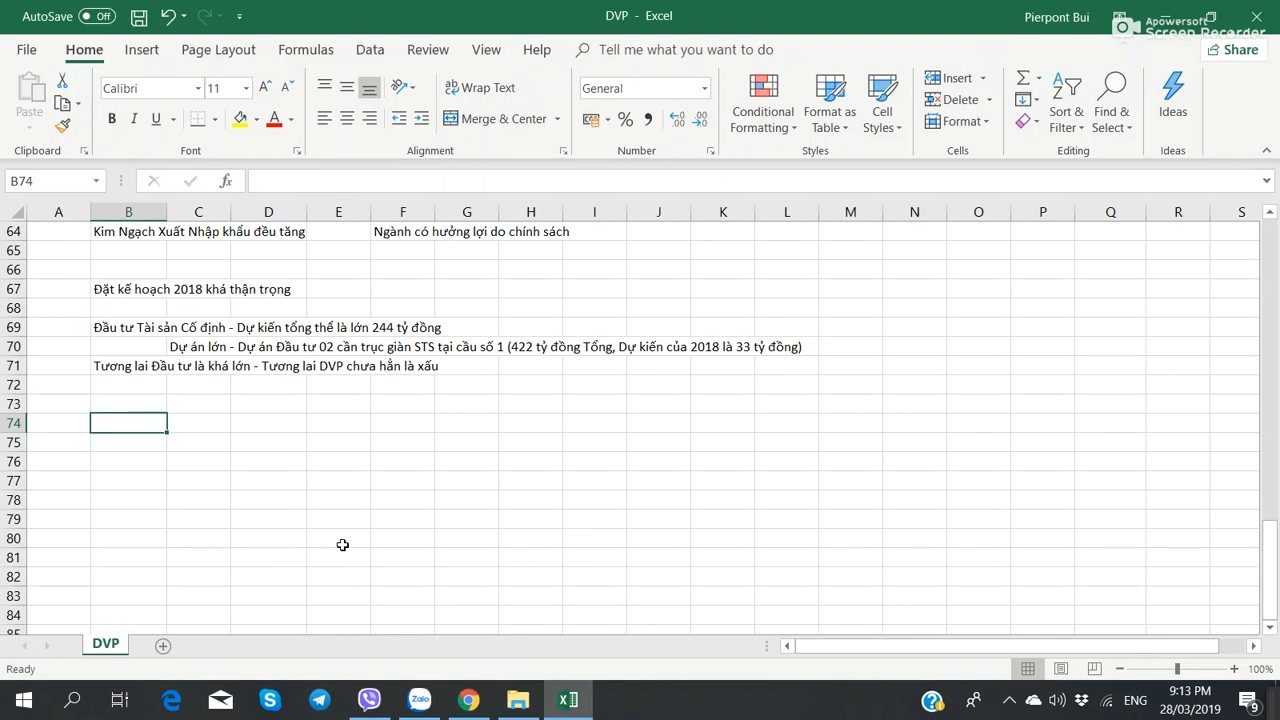 AutoSave Off
DVP - Excel
Pierpont Bui
Apowersoft
Screen Recorder
File Home Insert Page Layout Formulas Data Review View Help Tell me what you want to do Share
Paste
Calibri 11
B I U A
Wrap Text
Merge & Center
General
% ,
Conditional Formatting
Format as Table
Cell Styles
Insert
Delete
Format
Sort & Filter
Find & Select
Ideas
Clipboard Font Alignment Number Styles Cells Editing Ideas
B74 fx
A B C D E F G H I J K L M N O P Q R S
64 Kim Ngạch Xuất Nhập khẩu đều tăng Ngành có hưởng lợi do chính sách
65
66
67 Đặt kế hoạch 2018 khá thận trọng
68
69 Đầu tư Tài sản Cố định - Dự kiến tổng thể là lớn 244 tỷ đồng
70 Dự án lớn - Dự án Đầu tư 02 cần trục giàn STS tại cầu số 1 (422 tỷ đồng Tổng, Dự kiến của 2018 là 33 tỷ đồng)
71 Tương lai Đầu tư là khá lớn - Tương lai DVP chưa hẳn là xấu
72
73
74
75
76
77
78
79
80
81
82
83
84
85
DVP
Ready
100%
Zalo
ENG
9:13 PM
28/03/2019
9